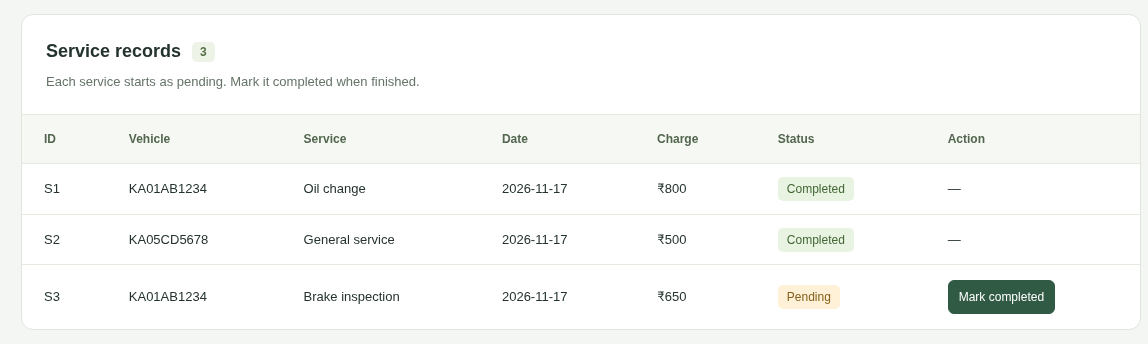 Service records 3
Each service starts as pending. Mark it completed when finished.
ID Vehicle Service Date Charge Status Action
S1 KA01AB1234 Oil change 2026-11-17 ₹800 Completed —
S2 KA05CD5678 General service 2026-11-17 ₹500 Completed —
S3 KA01AB1234 Brake inspection 2026-11-17 ₹650 Pending Mark completed